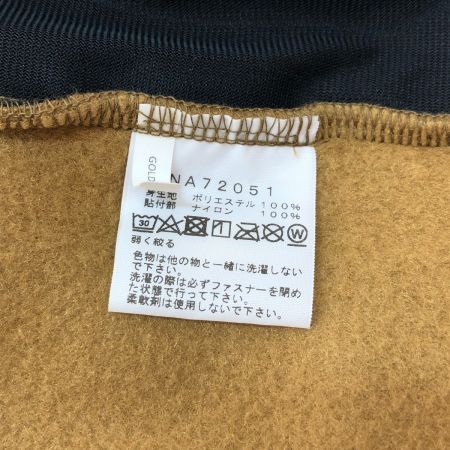 GOLD
NA72051
身生地 ポリエステル 100%
貼付部 ナイロン 100%
30 W
弱く絞る
色物は他の物と一緒に洗濯しない
で下さい。
洗濯の際は必ずファスナーを閉め
た状態で行って下さい。
柔軟剤は使用しないで下さい。